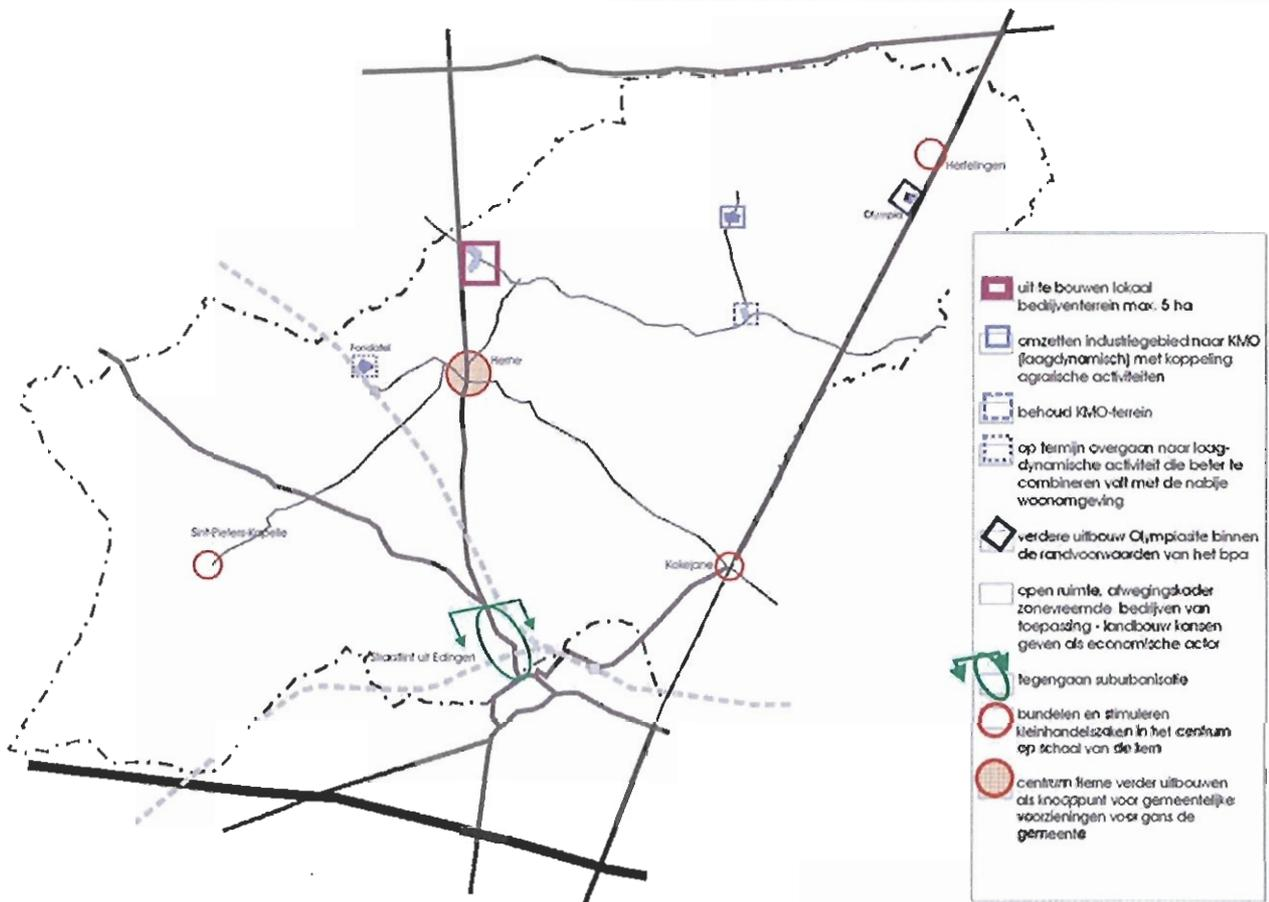 Herfelingen
Olympia
Fondatel
Herne
Sint-Pieters-Kapelle
Kokejane
Straatlint uit Edingen
uit te bouwen lokaal
bedrijventerrein max. 5 ha
omzetten industriegebied naar KMO
(laagdynamisch) met koppeling
agrarische activiteiten
behoud KMO-terrein
op termijn overgaan naar laag-
dynamische activiteit die beter te
combineren valt met de nabije
woonomgeving
verdere uitbouw Olympiasite binnen
de randvoorwaarden van het bpa
open ruimte, afwegingskader
zonevreemde bedrijven van
toepassing - landbouw kansen
geven als economische actor
tegengaan suburbanisatie
bundelen en stimuleren
kleinhandelszaken in het centrum
op schaal van de kern
centrum Herne verder uitbouwen
als knooppunt voor gemeentelijke
voorzieningen voor gans de
gemeente